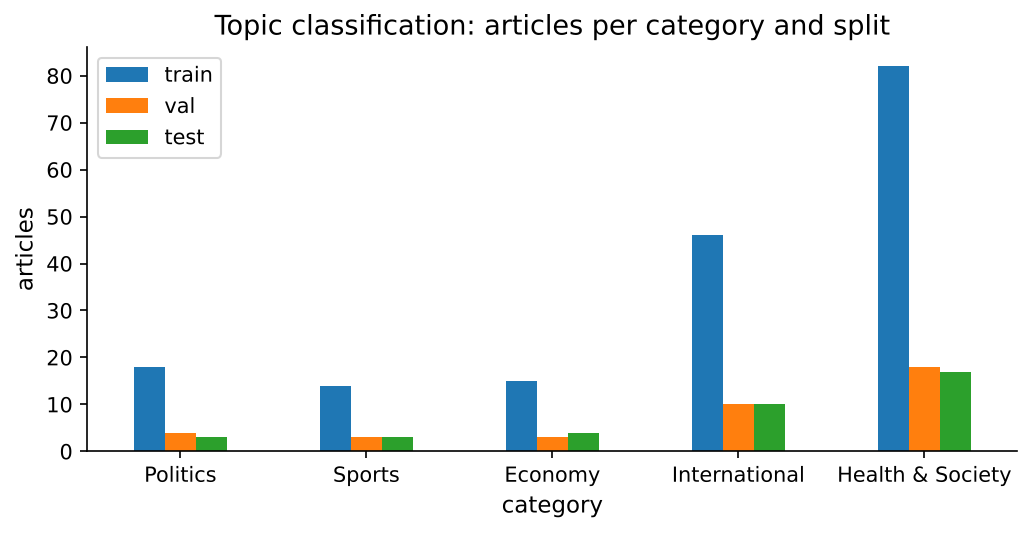 Topic classification: articles per category and split
train
val
test
articles
80
70
60
50
40
30
20
10
0
Politics
Sports
Economy
International
Health & Society
category